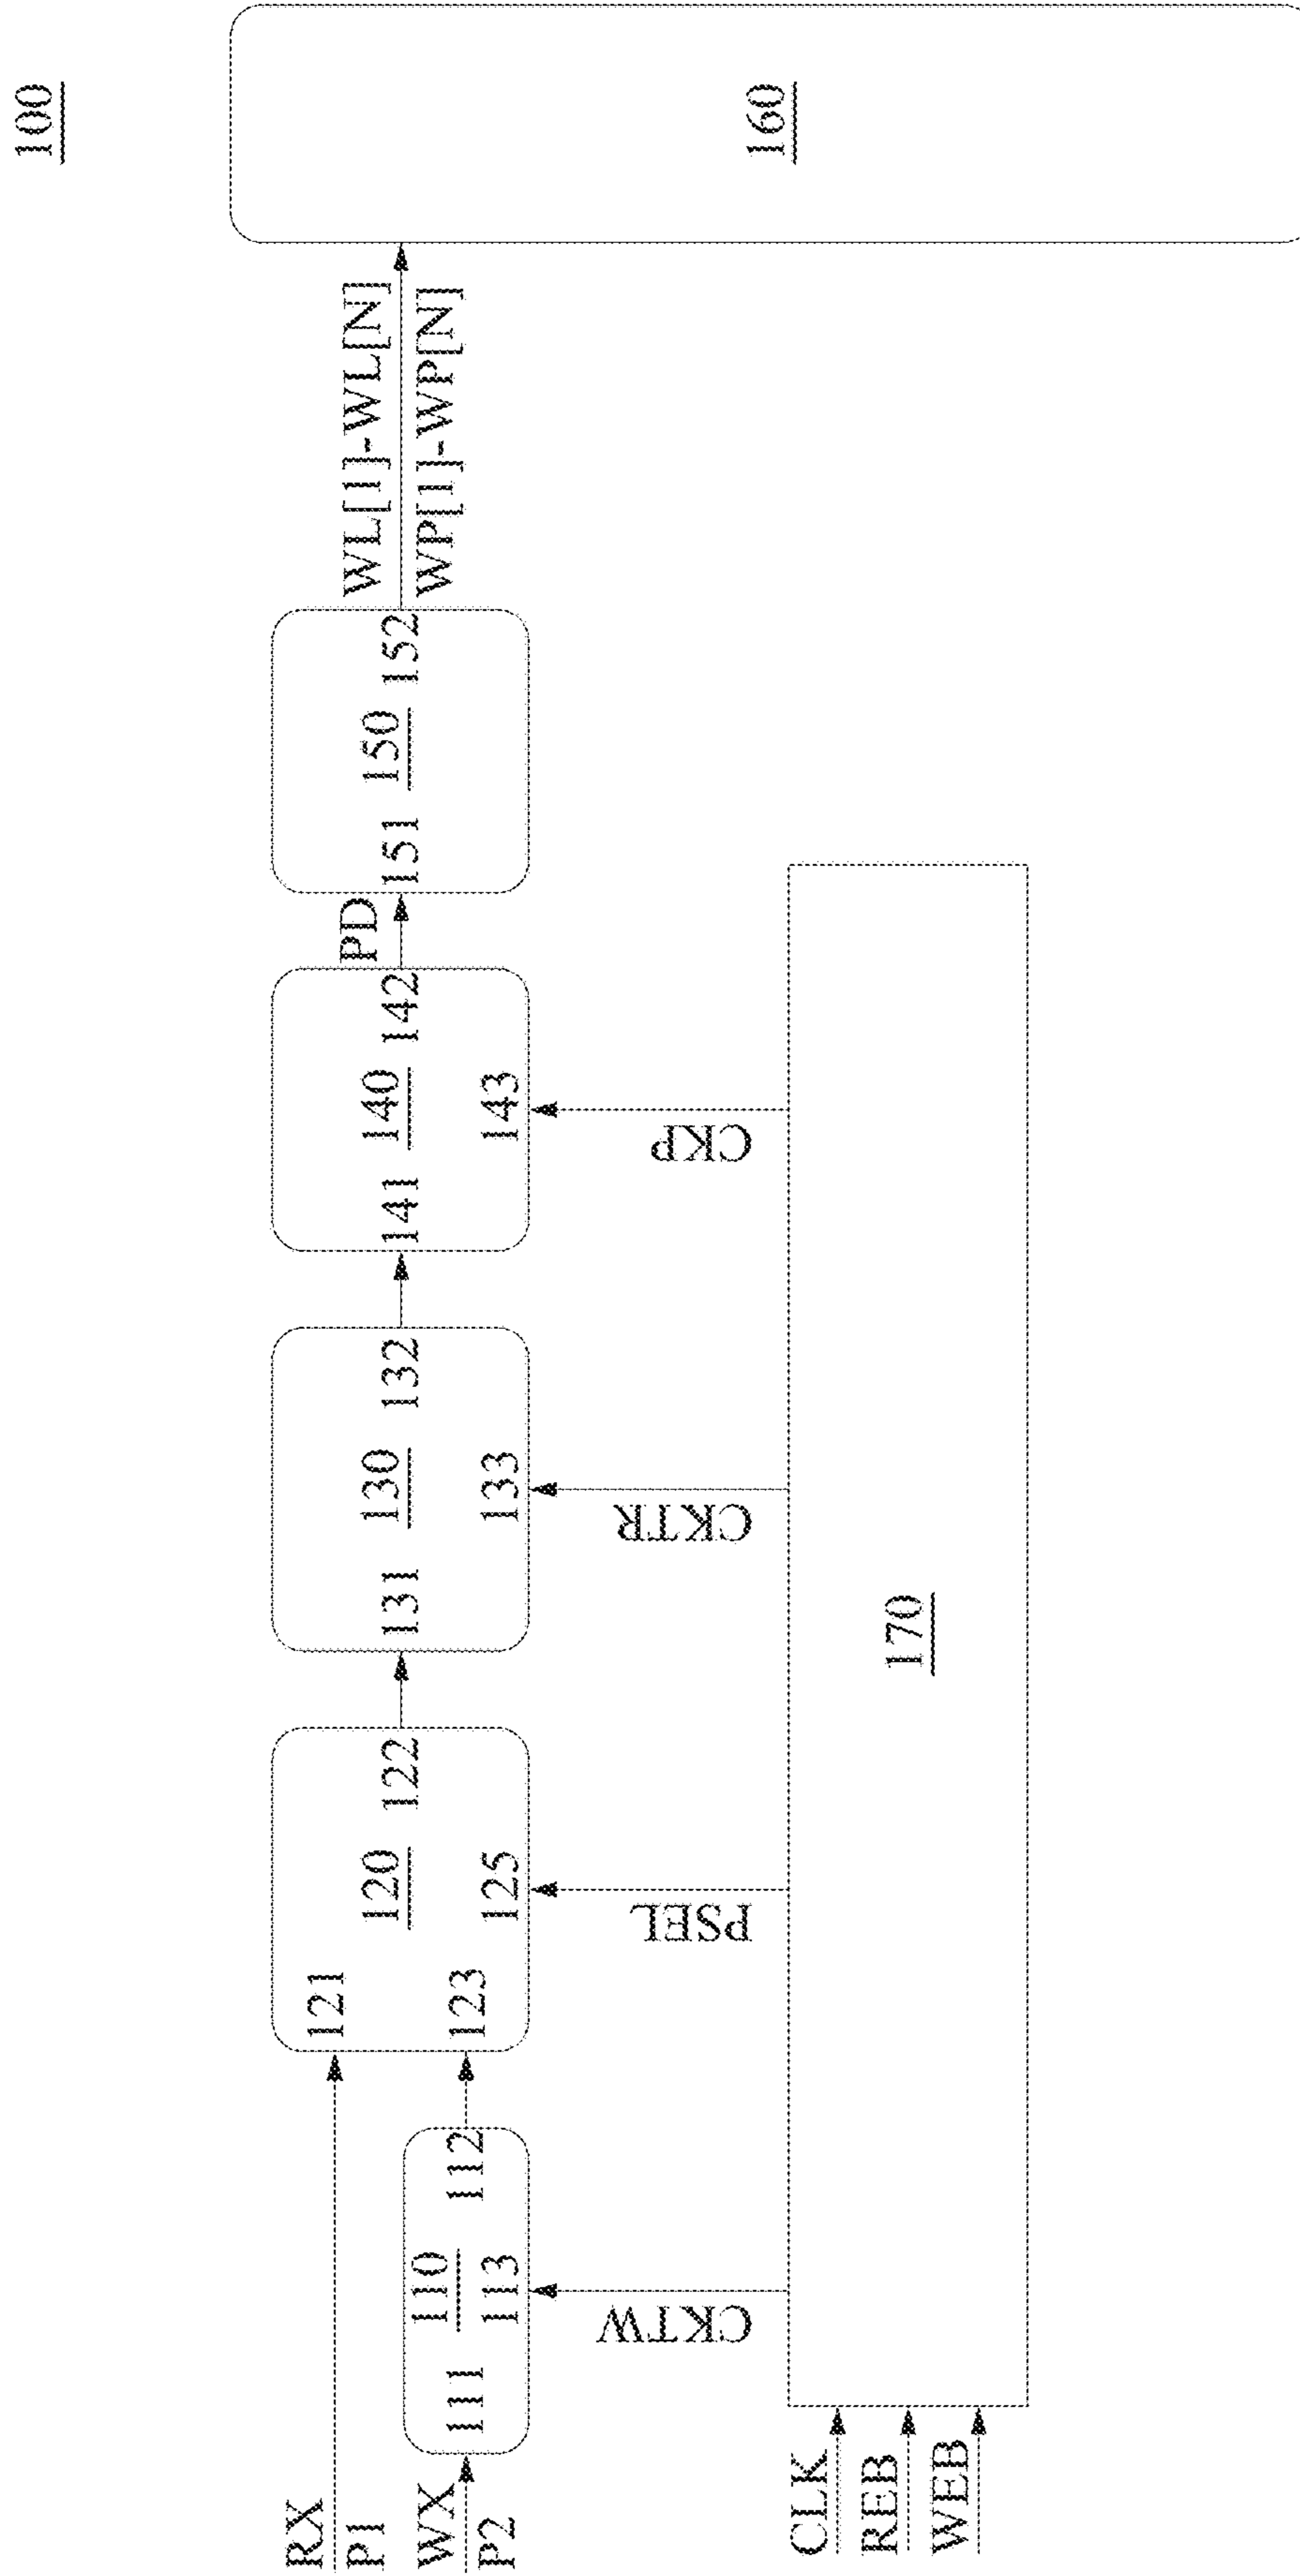 100
RX
P1
WX
P2
111
110
113
112
121
123
120
125
122
131
130
133
132
141
140
143
142
PD
151
150
152
WL[1]-WL[N]
WP[1]-WP[N]
160
CKTW
PSEL
CKTR
CKP
CLK
REB
WEB
170